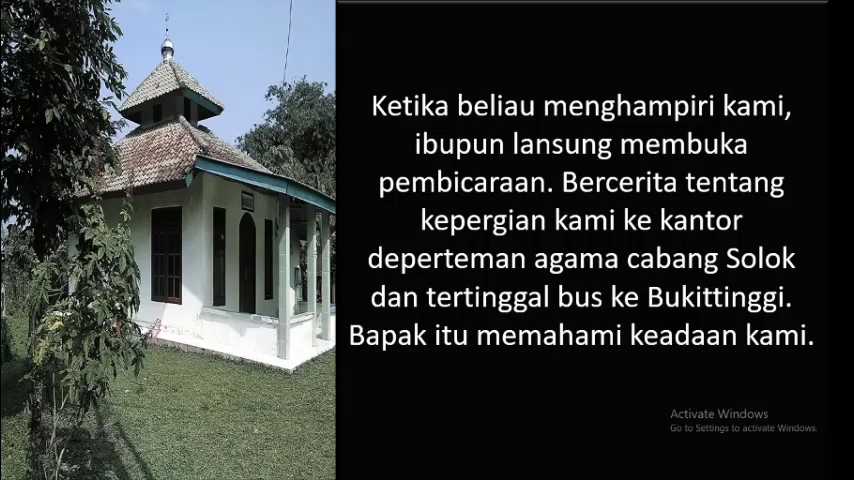 Ketika beliau menghampiri kami,
ibupun lansung membuka
pembicaraan. Bercerita tentang
kepergian kami ke kantor
deperteman agama cabang Solok
dan tertinggal bus ke Bukittinggi.
Bapak itu memahami keadaan kami.
Activate Windows
Go to Settings to activate Windows.